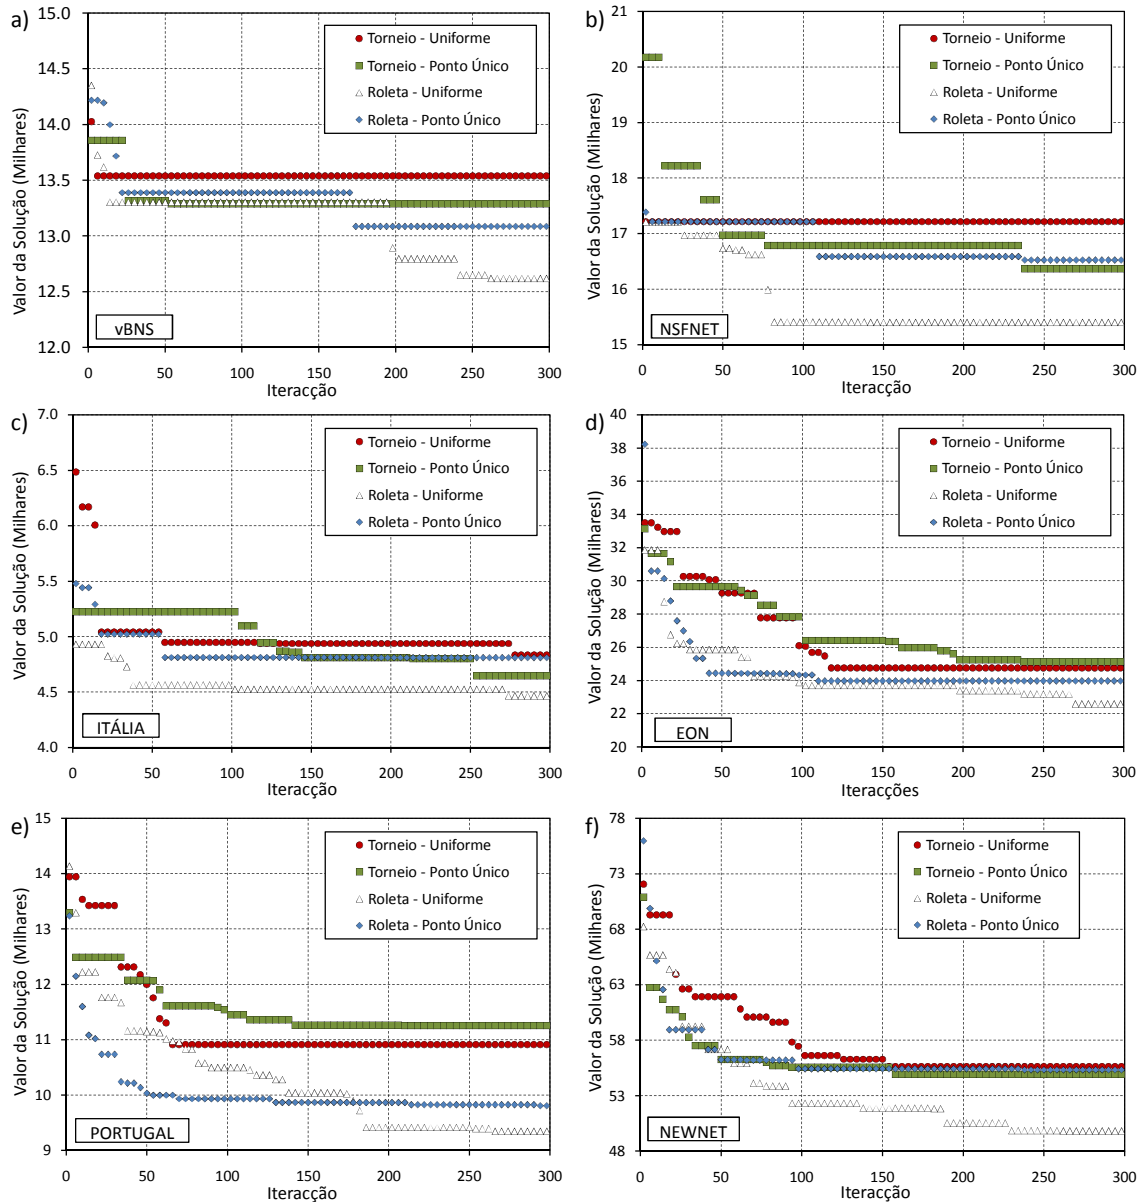 a)
Valor da Solução (Milhares)
15.0
14.5
14.0
13.5
13.0
12.5
12.0
Torneio - Uniforme
Torneio - Ponto Único
Roleta - Uniforme
Roleta - Ponto Único
vBNS
0 50 100 150 200 250 300
Iteracção
b)
Valor da Solução (Milhares)
21
20
19
18
17
16
15
Torneio - Uniforme
Torneio - Ponto Único
Roleta - Uniforme
Roleta - Ponto Único
NSFNET
0 50 100 150 200 250 300
Iteracção
c)
Valor da Solução (Milhares)
7.0
6.5
6.0
5.5
5.0
4.5
4.0
Torneio - Uniforme
Torneio - Ponto Único
Roleta - Uniforme
Roleta - Ponto Único
ITÁLIA
0 50 100 150 200 250 300
Iteracção
d)
Valor da Solução (Milharesl)
40
38
36
34
32
30
28
26
24
22
20
Torneio - Uniforme
Torneio - Ponto Único
Roleta - Uniforme
Roleta - Ponto Único
EON
0 50 100 150 200 250 300
Iteracções
e)
Valor da Solução (Milhares)
15
14
13
12
11
10
9
Torneio - Uniforme
Torneio - Ponto Único
Roleta - Uniforme
Roleta - Ponto Único
PORTUGAL
0 50 100 150 200 250 300
Iteracção
f)
Valor da Solução (Milhares)
78
73
68
63
58
53
48
Torneio - Uniforme
Torneio - Ponto Único
Roleta - Uniforme
Roleta - Ponto Único
NEWNET
0 50 100 150 200 250 300
Iteracção